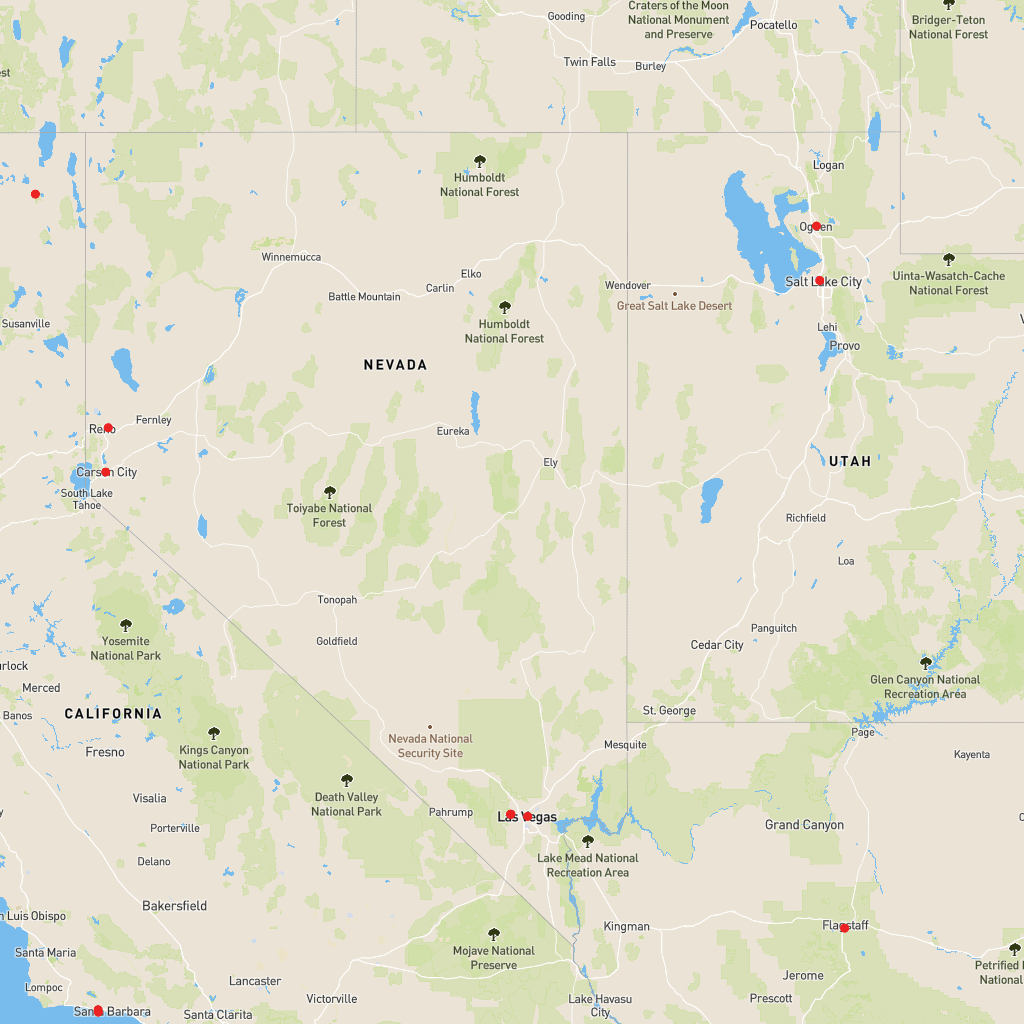 Craters of the Moon
National Monument
and Preserve
Gooding
Pocatello
Bridger-Teton
National Forest
Twin Falls
Burley
est
Logan
Humboldt
National Forest
Ogden
Winnemucca
Elko
Carlin
Battle Mountain
Wendover
Salt Lake City
Uinta-Wasatch-Cache
National Forest
Great Salt Lake Desert
Susanville
Humboldt
National Forest
Lehi
Provo
NEVADA
Reno
Fernley
Eureka
Ely
UTAH
Carson City
South Lake
Tahoe
Toiyabe National
Forest
Richfield
Loa
Tonopah
Goldfield
Panguitch
Cedar City
Yosemite
National Park
urlock
Merced
Glen Canyon National
Recreation Area
Banos
CALIFORNIA
St. George
Page
Fresno
Kings Canyon
National Park
Nevada National
Security Site
Mesquite
Kayenta
Visalia
Death Valley
National Park
Pahrump
Las Vegas
Porterville
Grand Canyon
Delano
Lake Mead National
Recreation Area
Bakersfield
n Luis Obispo
Kingman
Flagstaff
Santa Maria
Mojave National
Preserve
Petrified
National
Lompoc
Lancaster
Jerome
Santa Barbara
Santa Clarita
Victorville
Lake Havasu
City
Prescott